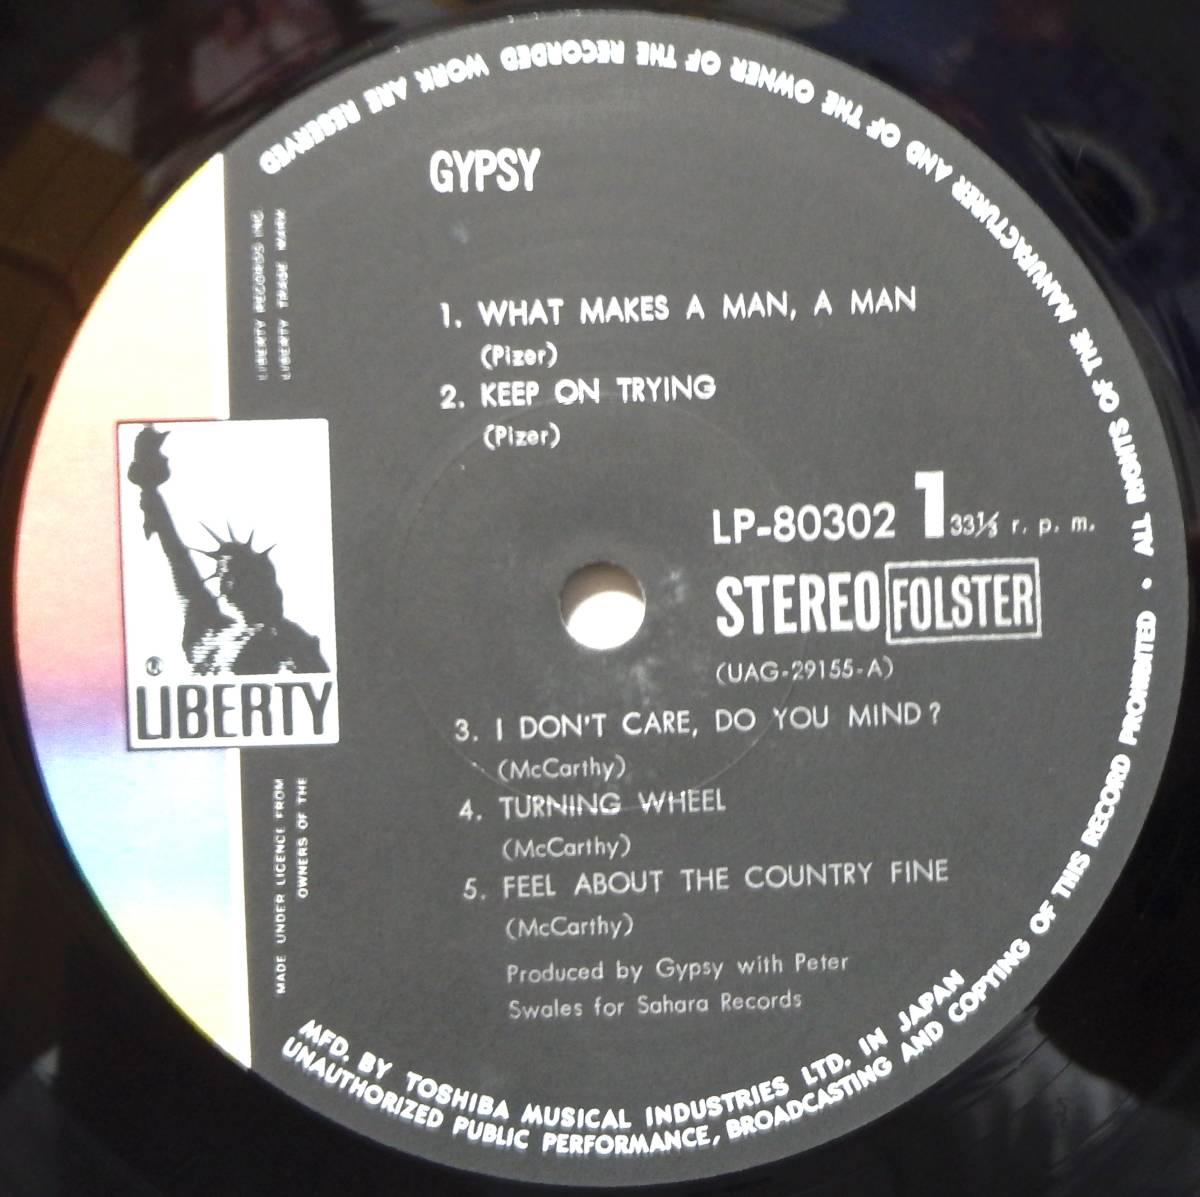 GYPSY
1. WHAT MAKES A MAN, A MAN
(Pizer)
2. KEEP ON TRYING
(Pizer)
LP-80302 1 33⅓ r. p. m.
STEREO FOLSTER
(UAG-29155-A)
3. I DON'T CARE, DO YOU MIND?
(McCarthy)
4. TURNING WHEEL
(McCarthy)
5. FEEL ABOUT THE COUNTRY FINE
(McCarthy)
Produced by Gypsy with Peter
Swales for Sahara Records
LIBERTY RECORDS INC.
LIBERTY TRADE MARK
LIBERTY
MADE UNDER LICENCE FROM
OWNERS OF THE
MFD. BY TOSHIBA MUSICAL INDUSTRIES LTD. IN JAPAN
UNAUTHORIZED PUBLIC PERFORMANCE, BROADCASTING AND COPYING OF THIS RECORD PROHIBITED • ALL RIGHTS OF THE MANUFACTURER AND OF THE OWNER OF THE RECORDED WORK ARE RESERVED